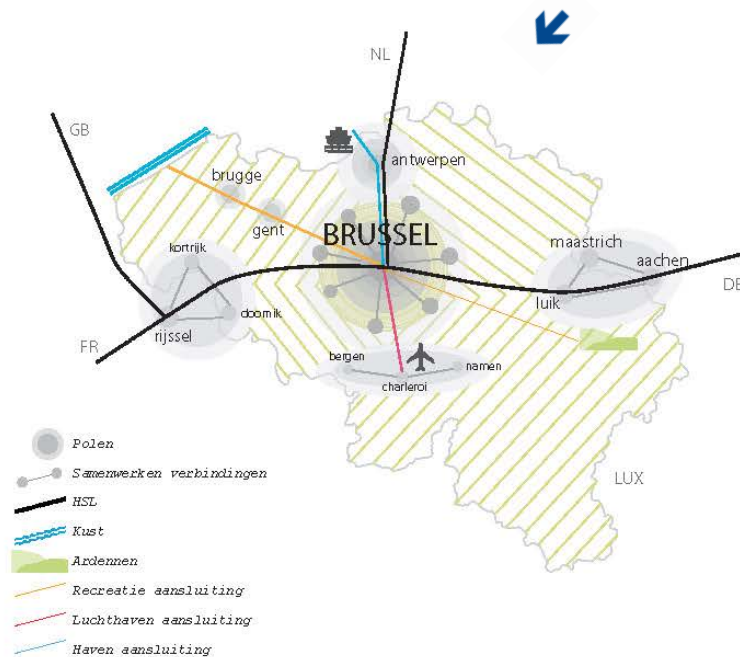 NL
GB
antwerpen
brugge
gent
BRUSSEL
kortrijk
maastrich
aachen
doornik
luik
DE
rijssel
FR
bergen
namen
charleroi
LUX
Polen
Samenwerken verbindingen
HSL
Kust
Ardennen
Recreatie aansluiting
Luchthaven aansluiting
Haven aansluiting